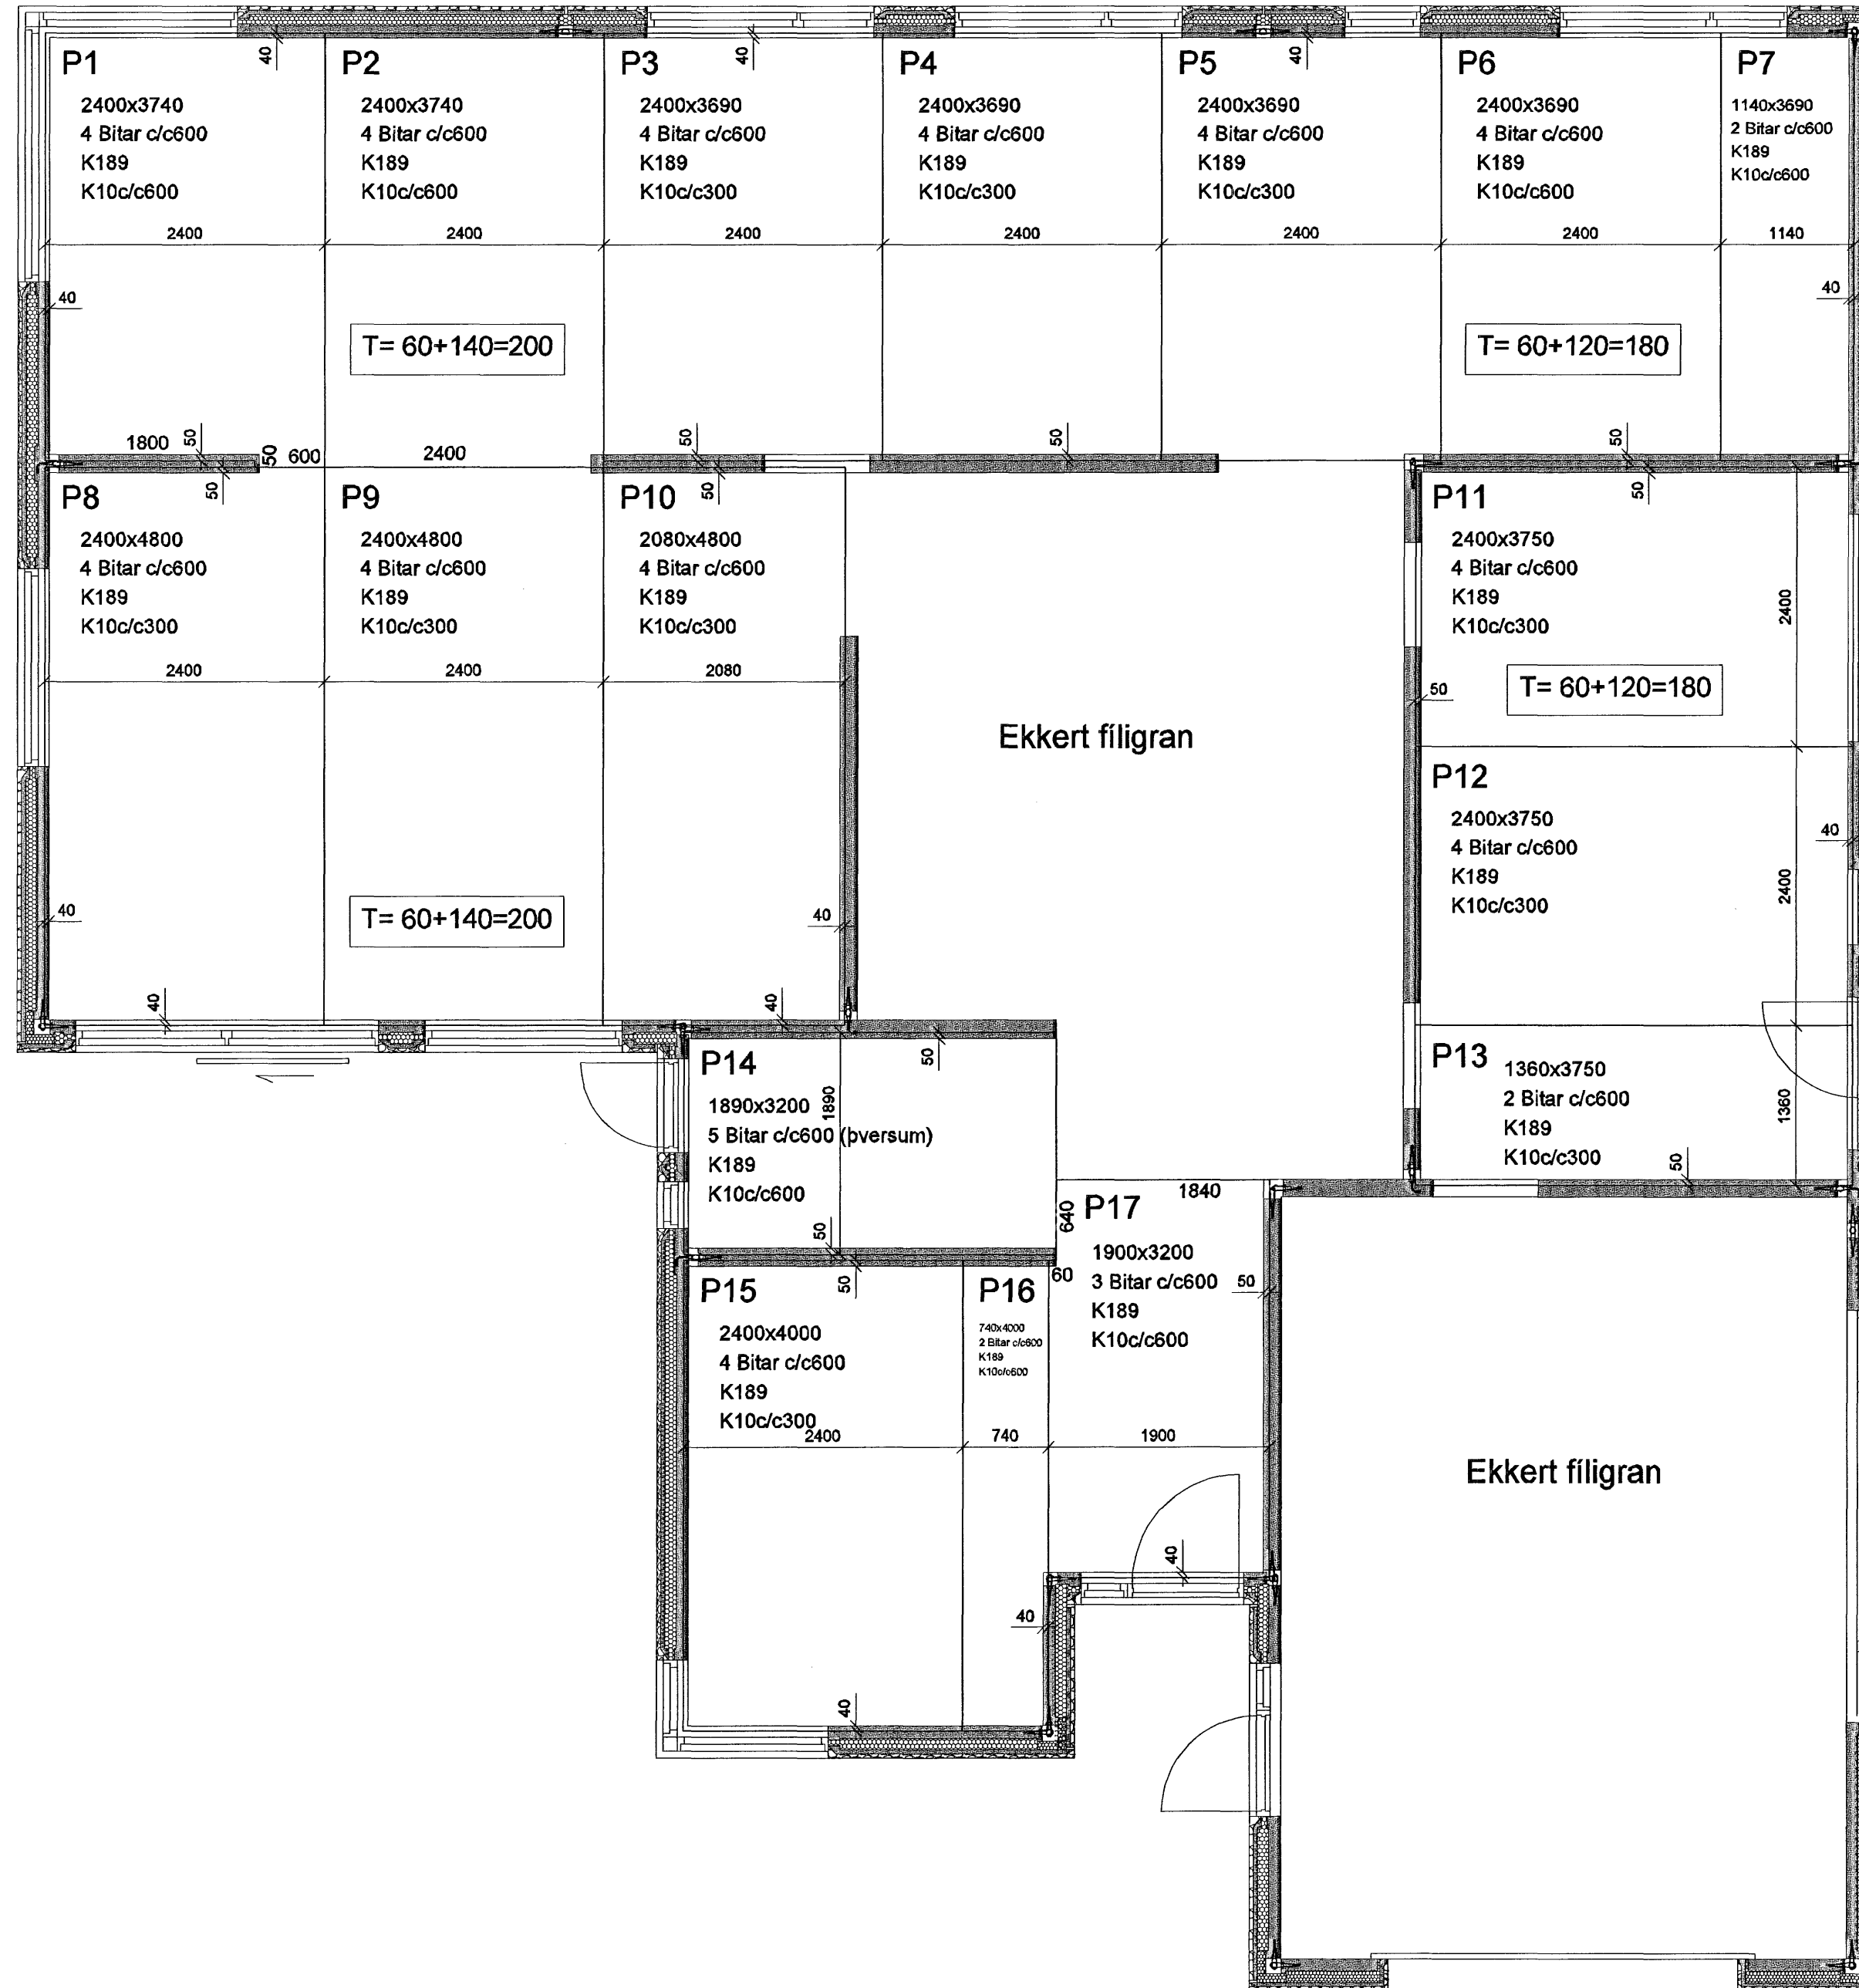 P1
2400x3740
4 Bitar c/c600
K189
K10c/c600
P2
2400x3740
4 Bitar c/c600
K189
K10c/c600
P3
2400x3690
4 Bitar c/c600
K189
K10c/c300
P4
2400x3690
4 Bitar c/c600
K189
K10c/c300
P5
2400x3690
4 Bitar c/c600
K189
K10c/c300
P6
2400x3690
4 Bitar c/c600
K189
K10c/c600
P7
1140x3690
2 Bitar c/c600
K189
K10c/c600
40
40
40
2400
2400
2400
2400
2400
2400
1140
40
40
T= 60+140=200
T= 60+120=180
1800
50
50
600
2400
50
50
50
50
50
50
50
P8
2400x4800
4 Bitar c/c600
K189
K10c/c300
P9
2400x4800
4 Bitar c/c600
K189
K10c/c300
P10
2080x4800
4 Bitar c/c600
K189
K10c/c300
P11
2400x3750
4 Bitar c/c600
K189
K10c/c300
2400
2400
2400
2080
50
T= 60+120=180
Ekkert fíligran
P12
2400x3750
4 Bitar c/c600
K189
K10c/c300
40
2400
40
T= 60+140=200
40
40
40
P13
1360x3750
2 Bitar c/c600
K189
K10c/c300
1360
50
P14
1890x3200
5 Bitar c/c600 (þversum)
K189
K10c/c600
1890
50
50
50
1840
640
60
P17
1900x3200
3 Bitar c/c600
K189
K10c/c600
50
P15
2400x4000
4 Bitar c/c600
K189
K10c/c300
P16
740x4000
2 Bitar c/c600
K189
K10c/c600
2400
740
1900
Ekkert fíligran
40
40
40